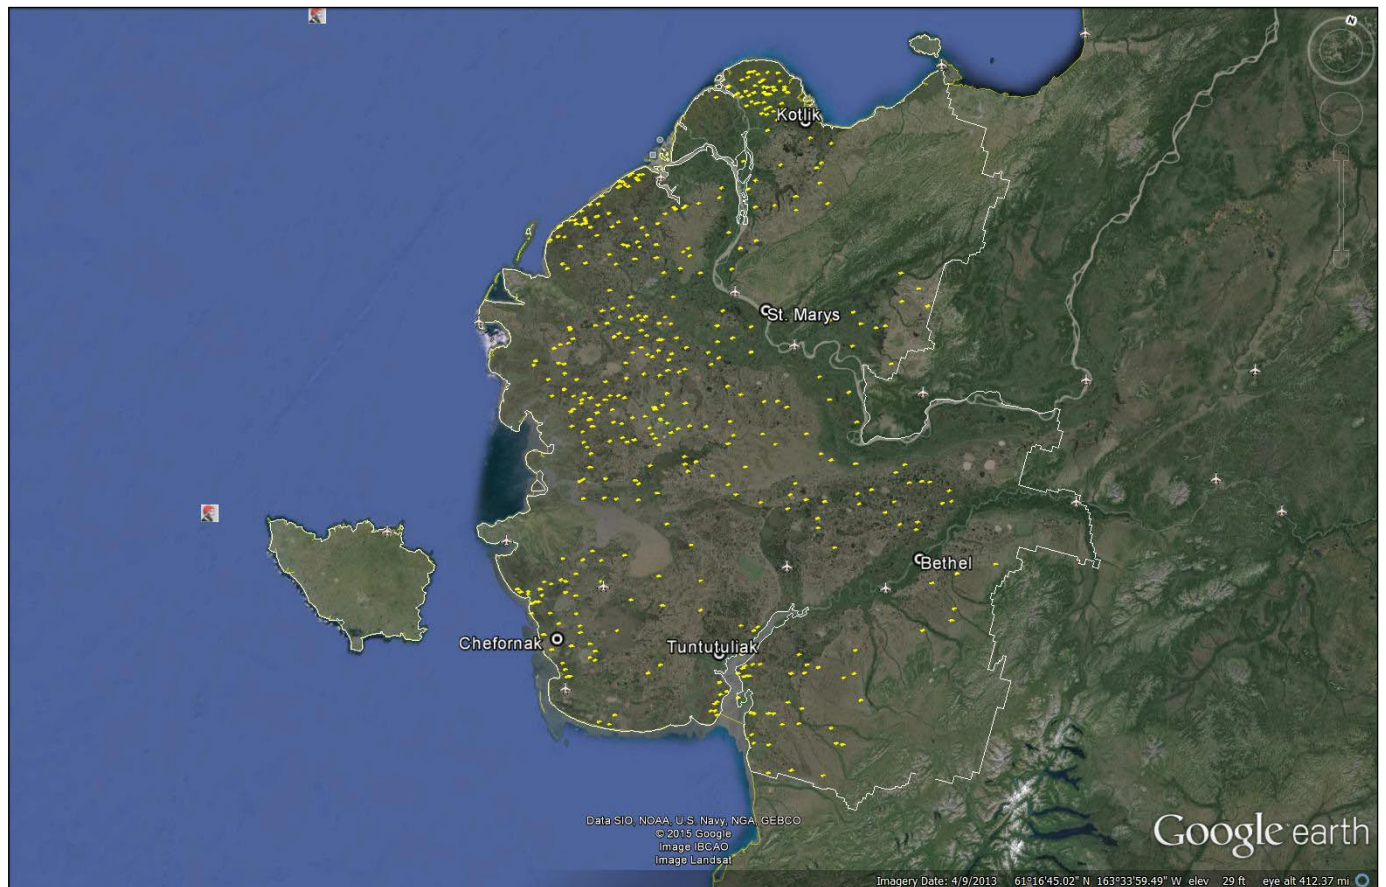 N
Kotlik
St. Marys
Bethel
Chefornak
Tuntutuliak
Data SIO, NOAA, U.S. Navy, NGA, GEBCO
© 2015 Google
Image IBCAO
Image Landsat
Google earth
Imagery Date: 4/9/2013 61°16'45.02" N 163°33'59.49" W elev 29 ft eye alt 412.37 mi